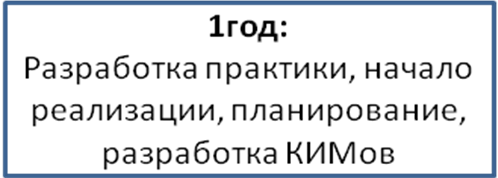 1год:
Разработка практики, начало
реализации, планирование,
разработка КИМов